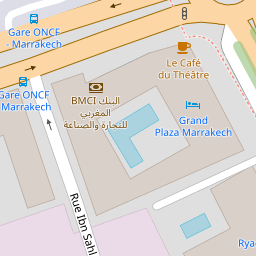 Gare ONCF
- Marrakech
Le Café
du Théâtre
Gare ONCF
Marrakech
BMCI البنك
المغربي
للتجارة والصناعة
Grand
Plaza Marrakech
Rue Ibn Sahl
Rya